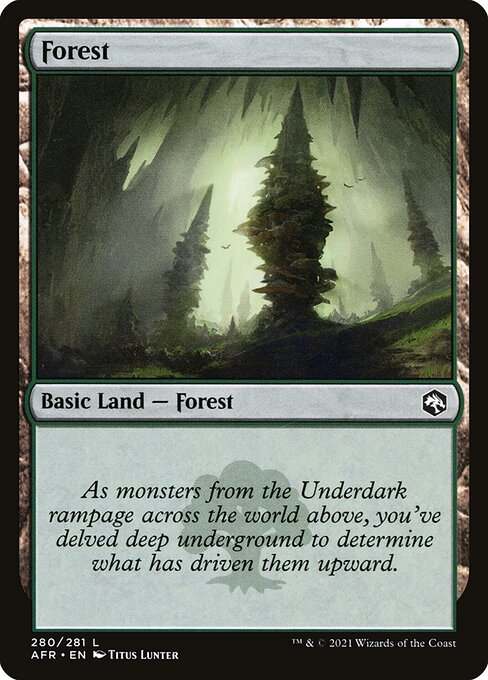 Forest
Basic Land — Forest
As monsters from the Underdark
rampage across the world above, you've
delved deep underground to determine
what has driven them upward.
280/281 L
™ & © 2021 Wizards of the Coast
AFR • EN Titus Lunter